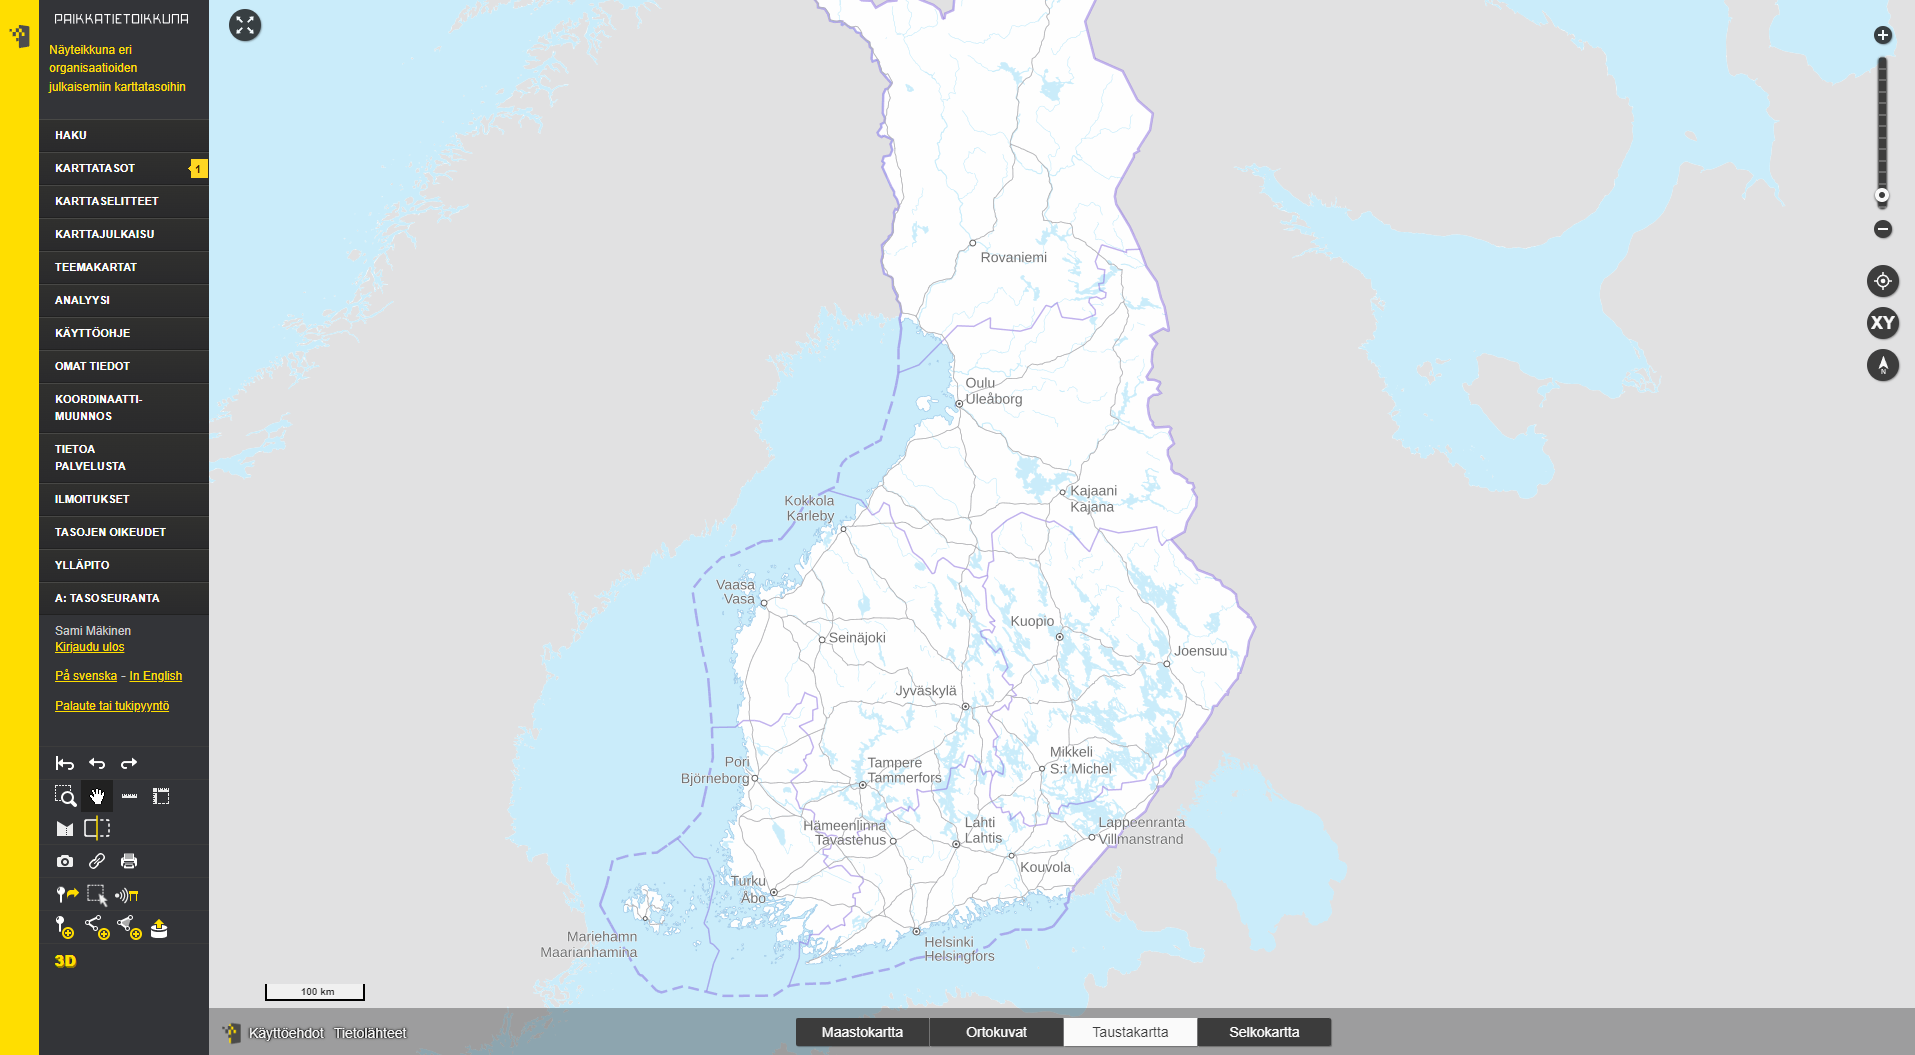 PAIKKATIETOIKKUNA
Näyteikkuna eri
organisaatioiden
julkaisemiin karttatasoihin
HAKU
KARTTATASOT 1
KARTTASELITTEET
KARTTAJULKAISU
TEEMAKARTAT
ANALYYSI
KÄYTTÖOHJE
OMAT TIEDOT
KOORDINAATTI-
MUUNNOS
TIETOA
PALVELUSTA
ILMOITUKSET
TASOJEN OIKEUDET
YLLÄPITO
A: TASOSEURANTA
Sami Mäkinen
Kirjaudu ulos
På svenska - In English
Palaute tai tukipyyntö
3D
Rovaniemi
Oulu
Uleåborg
Kajaani
Kajana
Kokkola
Karleby
Vaasa
Vasa
Seinäjoki
Kuopio
Joensuu
Jyväskylä
Mikkeli
S:t Michel
Pori
Björneborg
Tampere
Tammerfors
Hämeenlinna
Tavastehus
Lahti
Lahtis
Lappeenranta
Villmanstrand
Kouvola
Turku
Åbo
Mariehamn
Maarianhamina
Helsinki
Helsingfors
XY
N
100 km
Käyttöehdot Tietolähteet
Maastokartta Ortokuvat Taustakartta Selkokartta